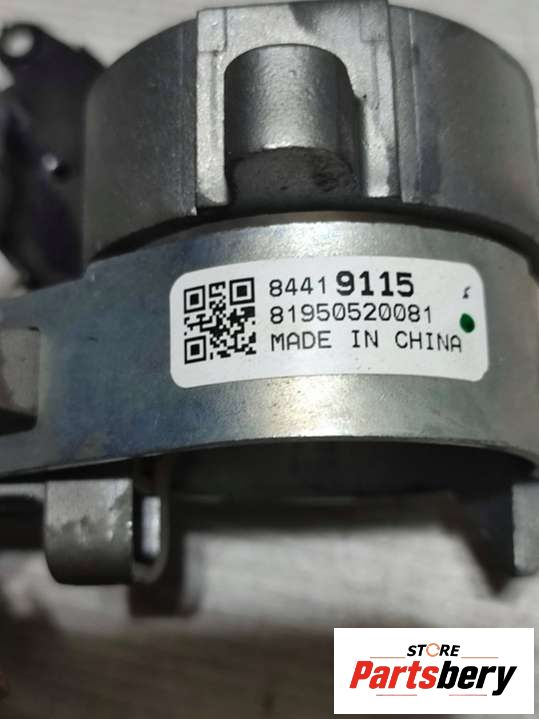 84419115
81950520081
MADE IN CHINA
STORE
Partsbery